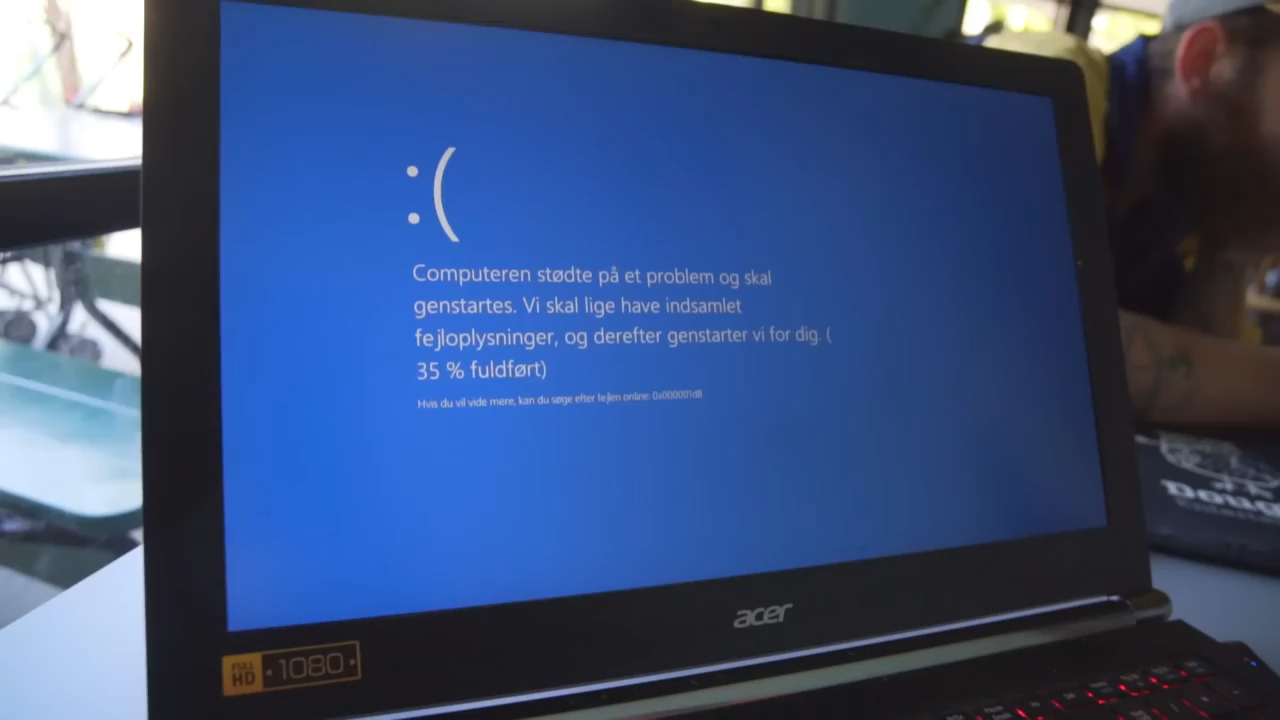 :(
Computeren stødte på et problem og skal
genstartes. Vi skal lige have indsamlet
fejloplysninger, og derefter genstarter vi for dig. (
35 % fuldført)
Hvis du vil vide mere, kan du søge efter fejlen online: 0x000001d8
acer
FULL
HD
1080
Doug